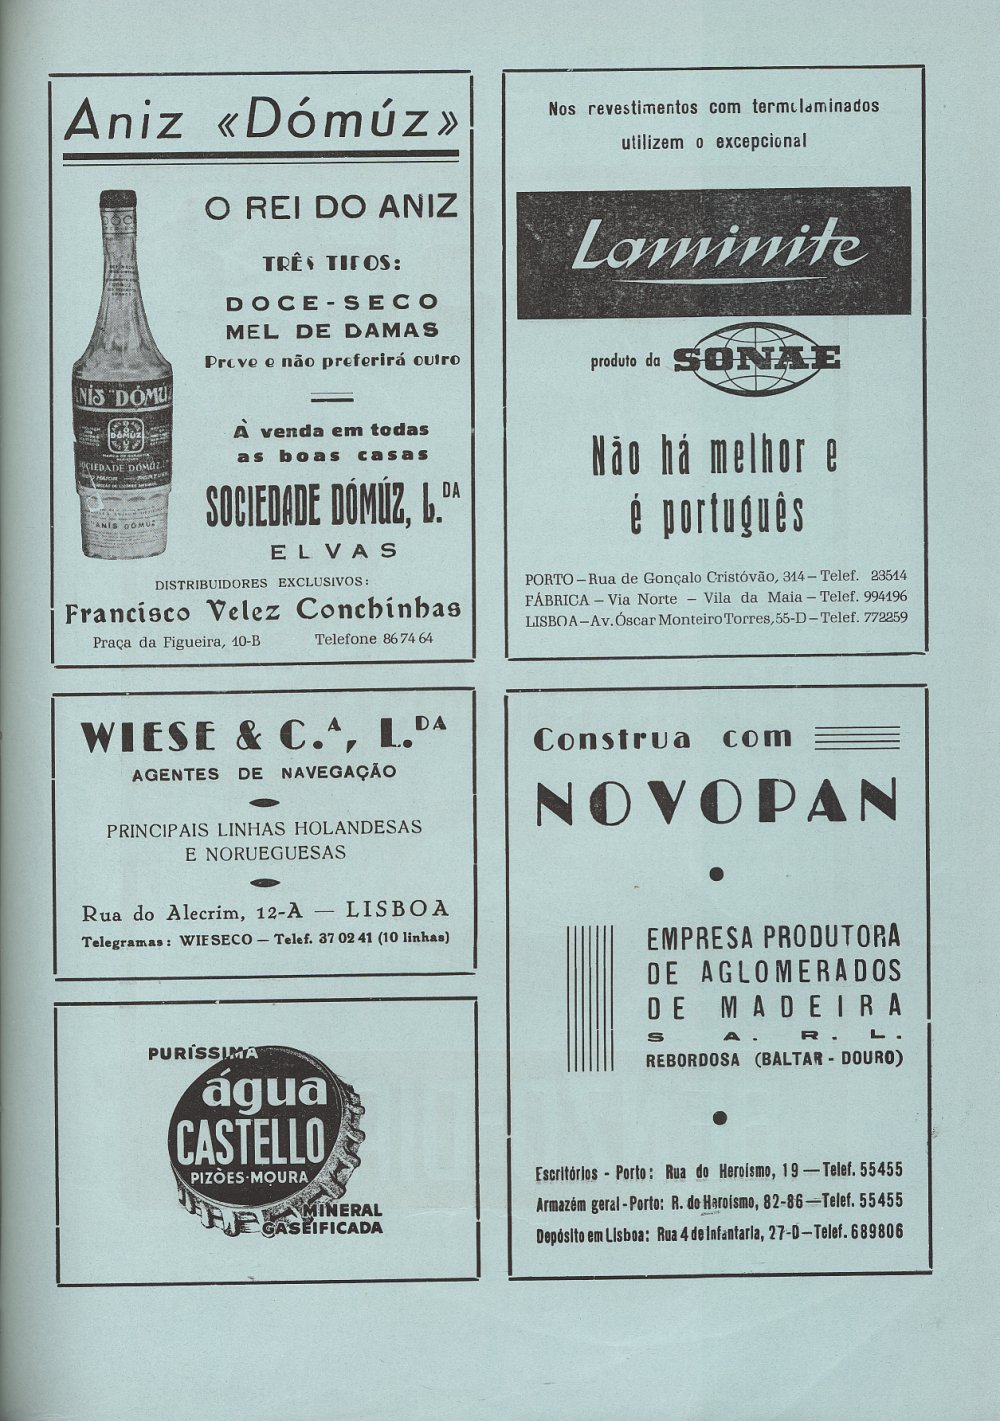 Aniz «Dómúz»
O REI DO ANIZ
TRÊS TIPOS:
DOCE-SECO
MEL DE DAMAS
Prove e não preferirá outro
À venda em todas
as boas casas
SOCIEDADE DÓMÚZ, L.DA
ELVAS
ANÍS "DÓMÚZ
DÓMÚZ
SOCIEDADE DÓMÚZ, L.
"ANÍS DÓMÚZ
DISTRIBUIDORES EXCLUSIVOS:
Francisco Velez Conchinhas
Praça da Figueira, 10-B Telefone 86 74 64
Nos revestimentos com termolaminados
utilizem o excepcional
Laminite
produto da SONAE
Não há melhor e
é português
PORTO – Rua de Gonçalo Cristóvão, 314 – Telef. 23514
FÁBRICA – Via Norte – Vila da Maia – Telef. 994196
LISBOA – Av. Óscar Monteiro Torres, 55-D – Telef. 772259
WIESE & C.A, L.DA
AGENTES DE NAVEGAÇÃO
PRINCIPAIS LINHAS HOLANDESAS
E NORUEGUESAS
Rua do Alecrim, 12-A — LISBOA
Telegramas: WIESECO — Telef. 37 02 41 (10 linhas)
PURÍSSIMA
água
CASTELLO
PIZÕES-MOURA
MINERAL
GASEIFICADA
Construa com
NOVOPAN
EMPRESA PRODUTORA
DE AGLOMERADOS
DE MADEIRA
S. A. R. L.
REBORDOSA (BALTAR - DOURO)
Escritórios - Porto: Rua do Heroísmo, 19 — Telef. 55455
Armazém geral - Porto: R. do Heroísmo, 82-86 — Telef. 55455
Depósito em Lisboa: Rua 4 de Infantaria, 27-D — Telef. 689806